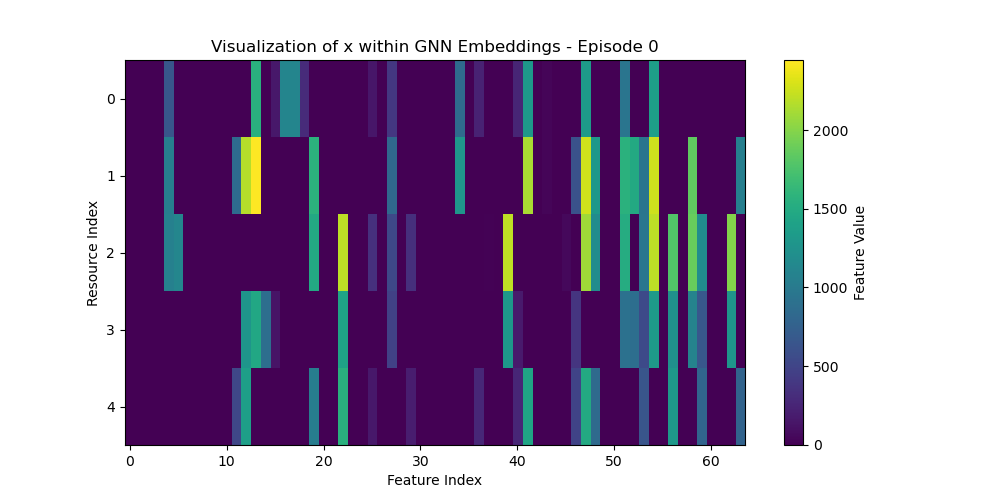 Visualization of x within GNN Embeddings - Episode 0
Resource Index
0
1
2
3
4
0 10 20 30 40 50 60
Feature Index
2000
1500
1000
500
0
Feature Value